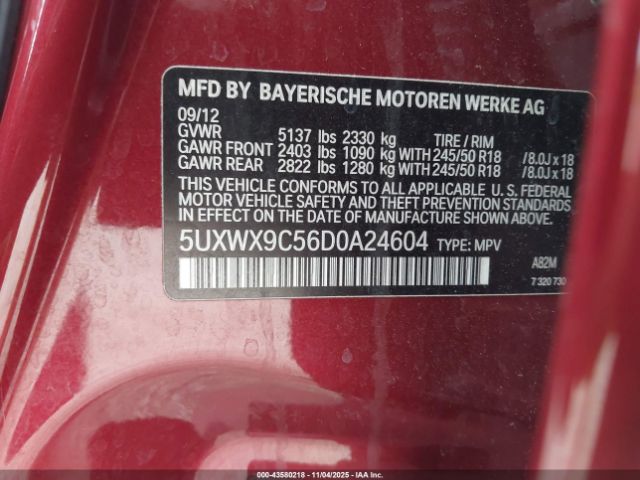 MFD BY BAYERISCHE MOTOREN WERKE AG
09/12
GVWR 5137 lbs 2330 kg TIRE / RIM
GAWR FRONT 2403 lbs 1090 kg WITH 245/50 R18 /8.0J x 18
GAWR REAR 2822 lbs 1280 kg WITH 245/50 R18 /8.0J x 18
THIS VEHICLE CONFORMS TO ALL APPLICABLE U. S. FEDERAL
MOTOR VEHICLE SAFETY AND THEFT PREVENTION STANDARDS
IN EFFECT ON THE DATE OF MANUFACTURE SHOWN ABOVE.
5UXWX9C56D0A24604 TYPE: MPV
A82M
7 320 730
000-43580218 - 11/04/2025 - IAA Inc. ©